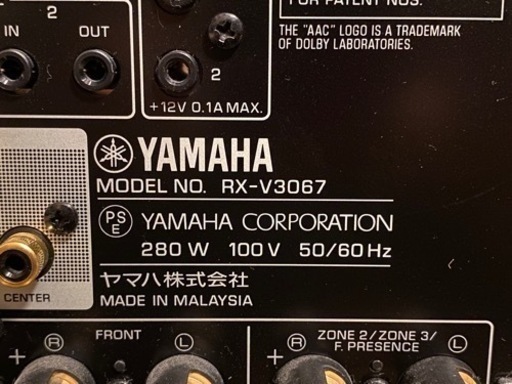 FOR PATENT NOS.
THE "AAC" LOGO IS A TRADEMARK
OF DOLBY LABORATORIES.
2
IN
OUT
2
+12V 0.1A MAX.
YAMAHA
MODEL NO. RX-V3067
PS
E
YAMAHA CORPORATION
280 W 100 V 50/60 Hz
ヤマハ株式会社
MADE IN MALAYSIA
CENTER
FRONT
ZONE 2/ZONE 3/
F. PRESENCE
+ R L
+ R L